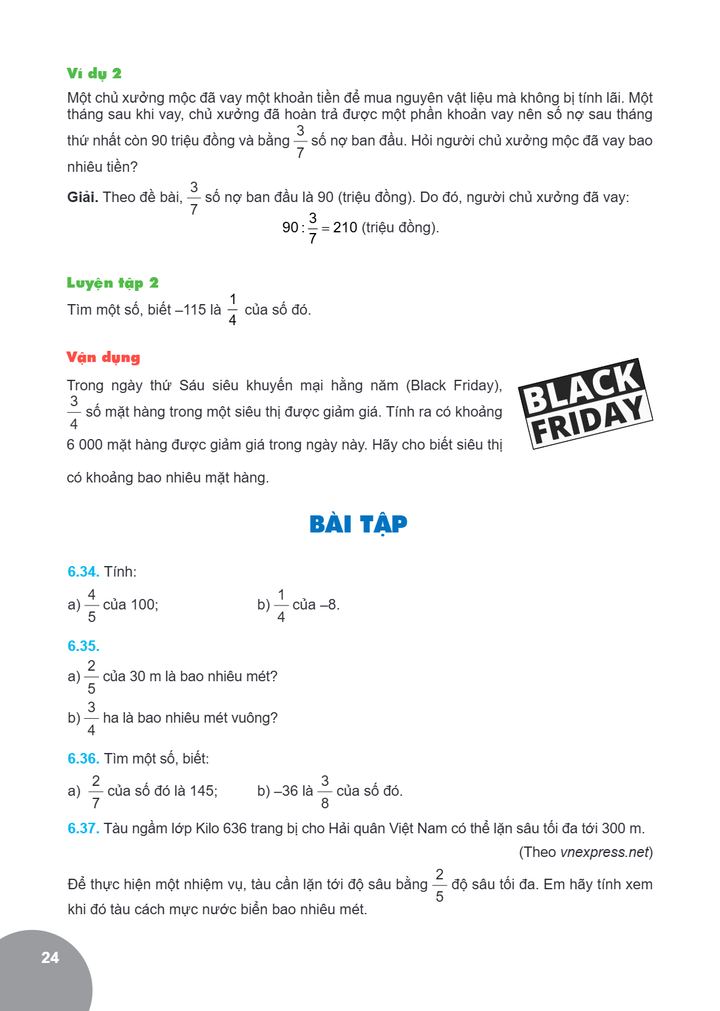 Ví dụ 2
Một chủ xưởng mộc đã vay một khoản tiền để mua nguyên vật liệu mà không bị tính lãi. Một
tháng sau khi vay, chủ xưởng đã hoàn trả được một phần khoản vay nên số nợ sau tháng
thứ nhất còn 90 triệu đồng và bằng 3/7 số nợ ban đầu. Hỏi người chủ xưởng mộc đã vay bao
nhiêu tiền?
Giải. Theo đề bài, 3/7 số nợ ban đầu là 90 (triệu đồng). Do đó, người chủ xưởng đã vay:
90 : 3/7 = 210 (triệu đồng).
Luyện tập 2
Tìm một số, biết –115 là 1/4 của số đó.
Vận dụng
Trong ngày thứ Sáu siêu khuyến mại hằng năm (Black Friday),
3/4 số mặt hàng trong một siêu thị được giảm giá. Tính ra có khoảng
6 000 mặt hàng được giảm giá trong ngày này. Hãy cho biết siêu thị
có khoảng bao nhiêu mặt hàng.
BLACK
FRIDAY
BÀI TẬP
6.34. Tính:
a) 4/5 của 100; b) 1/4 của –8.
6.35.
a) 2/5 của 30 m là bao nhiêu mét?
b) 3/4 ha là bao nhiêu mét vuông?
6.36. Tìm một số, biết:
a) 2/7 của số đó là 145; b) –36 là 3/8 của số đó.
6.37. Tàu ngầm lớp Kilo 636 trang bị cho Hải quân Việt Nam có thể lặn sâu tối đa tới 300 m.
(Theo vnexpress.net)
Để thực hiện một nhiệm vụ, tàu cần lặn tới độ sâu bằng 2/5 độ sâu tối đa. Em hãy tính xem
khi đó tàu cách mực nước biển bao nhiêu mét.
24